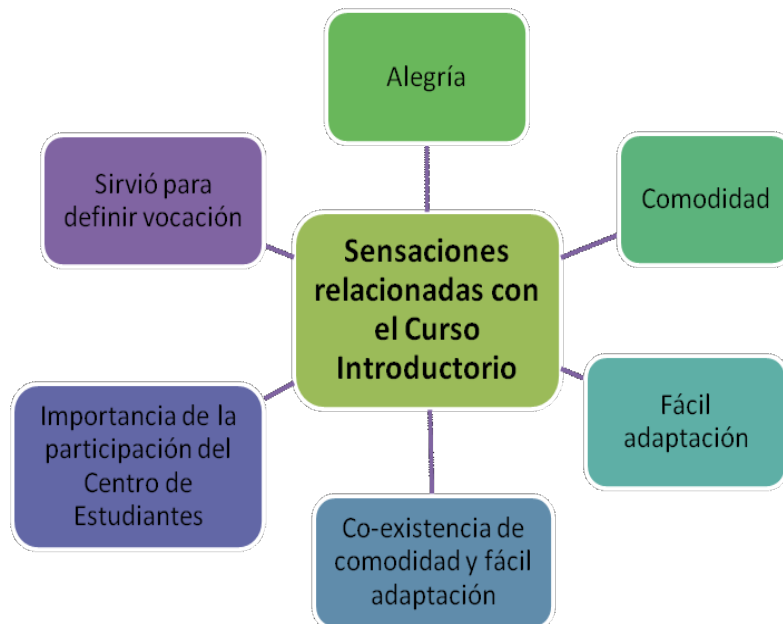 Alegría
Comodidad
Fácil
adaptación
Co-existencia de
comodidad y fácil
adaptación
Importancia de la
participación del
Centro de
Estudiantes
Sirvió para
definir vocación
Sensaciones
relacionadas con
el Curso
Introductorio